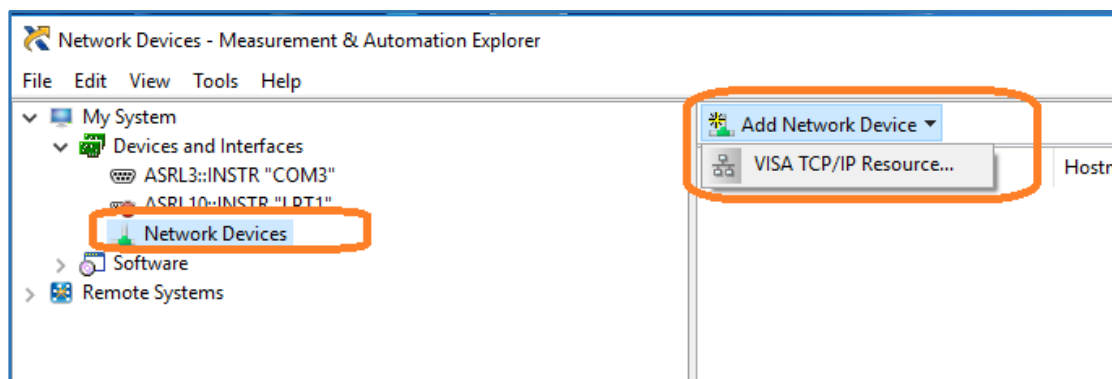 Network Devices - Measurement & Automation Explorer
File Edit View Tools Help
My System
Devices and Interfaces
ASRL3::INSTR "COM3"
ASRL10::INSTR "LPT1"
Network Devices
Software
Remote Systems
Add Network Device
VISA TCP/IP Resource...
Hostn